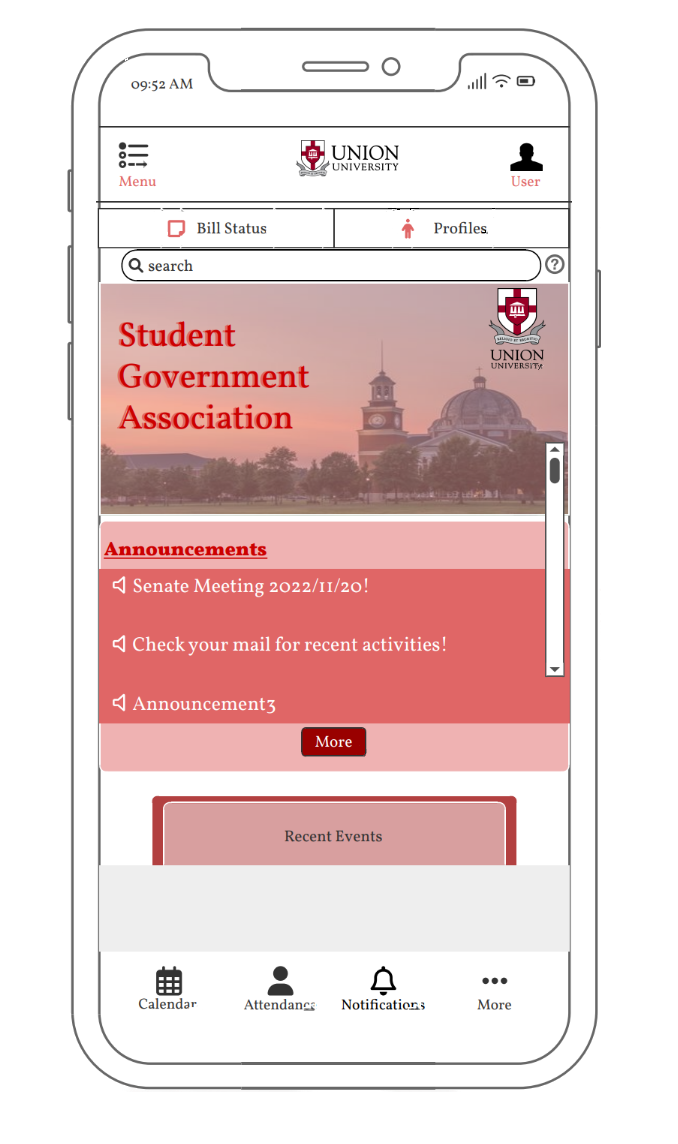 09:52 AM
Menu
UNION
UNIVERSITY
User
Bill Status
Profiles
search
Student
Government
Association
UNION
UNIVERSITY
Announcements
Senate Meeting 2022/11/20!
Check your mail for recent activities!
Announcement3
More
Recent Events
Calendar
Attendance
Notifications
More